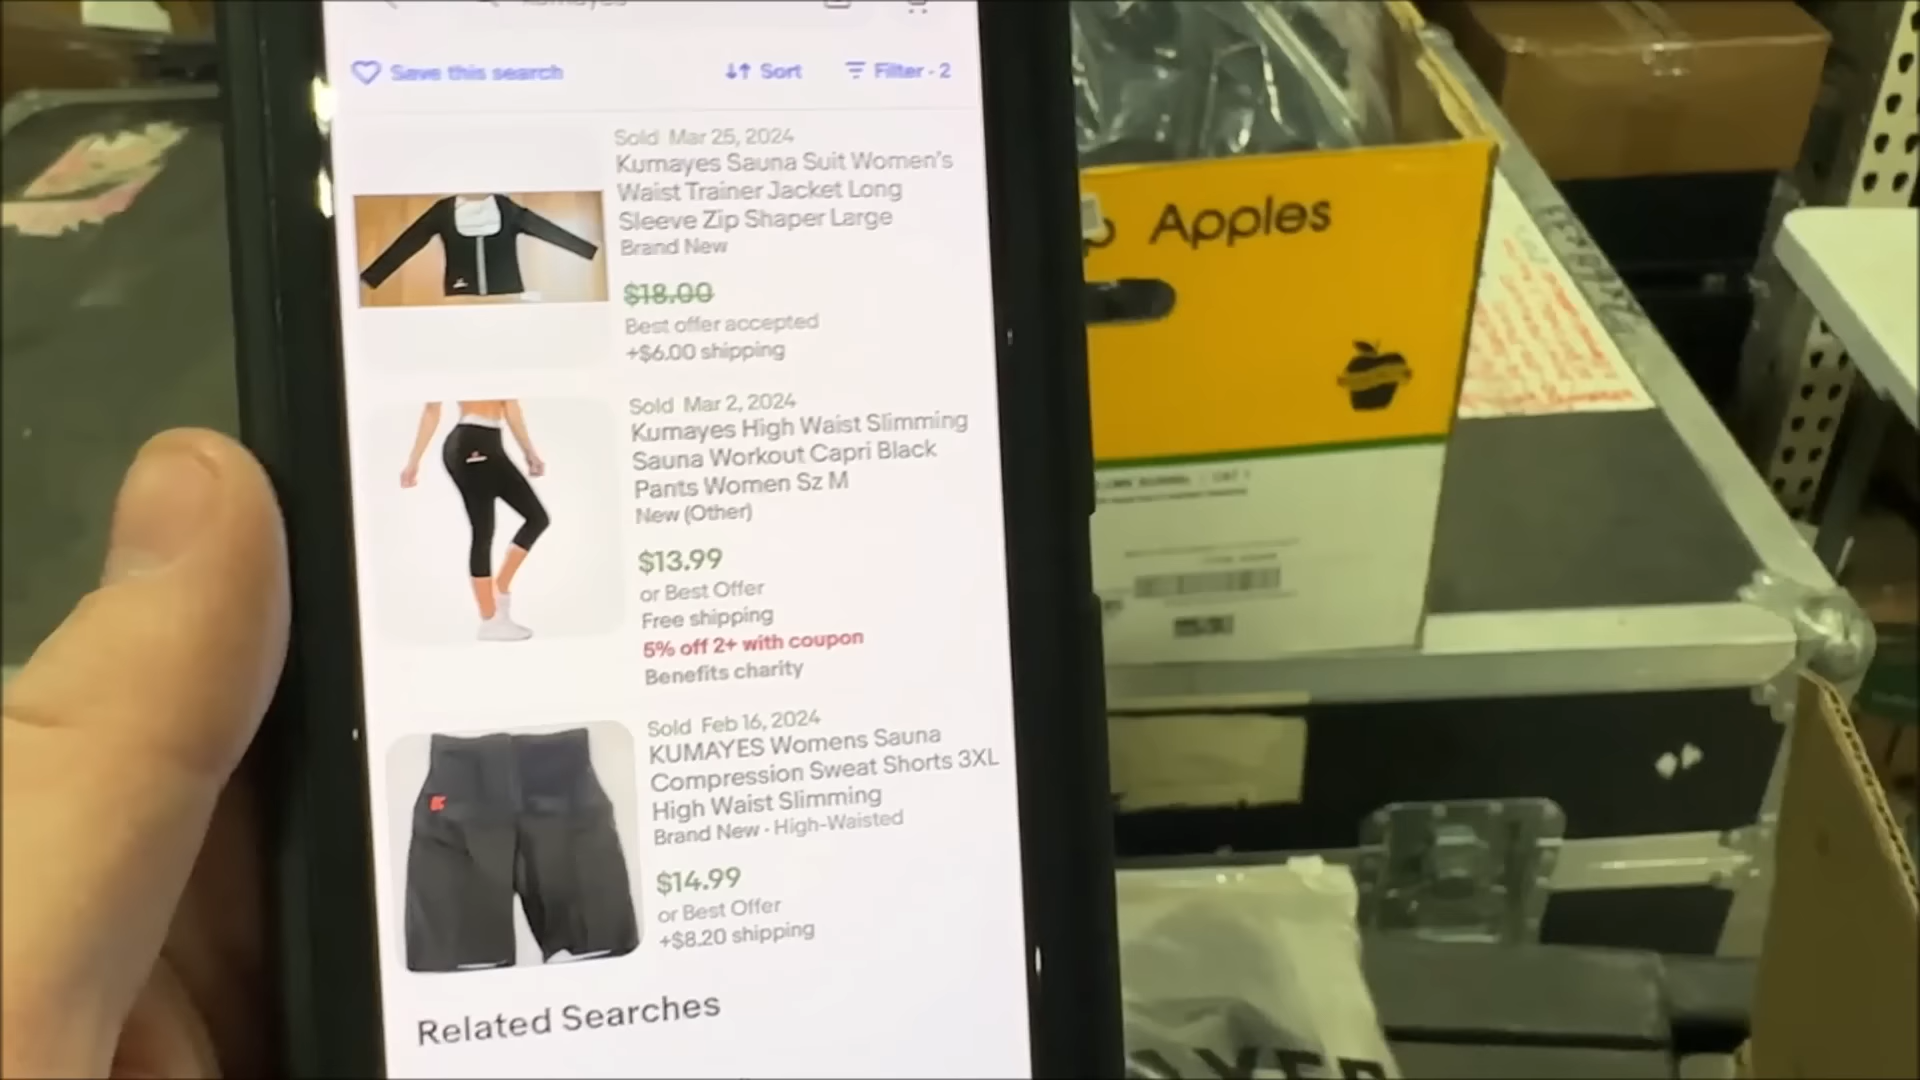 Save this search
Sort
Filter · 2
Sold Mar 25, 2024
Kumayes Sauna Suit Women's
Waist Trainer Jacket Long
Sleeve Zip Shaper Large
Brand New
$18.00
Best offer accepted
+$6.00 shipping
Sold Mar 2, 2024
Kumayes High Waist Slimming
Sauna Workout Capri Black
Pants Women Sz M
New (Other)
$13.99
or Best Offer
Free shipping
5% off 2+ with coupon
Benefits charity
Sold Feb 16, 2024
KUMAYES Womens Sauna
Compression Sweat Shorts 3XL
High Waist Slimming
Brand New · High-Waisted
$14.99
or Best Offer
+$8.20 shipping
Related Searches
Apples